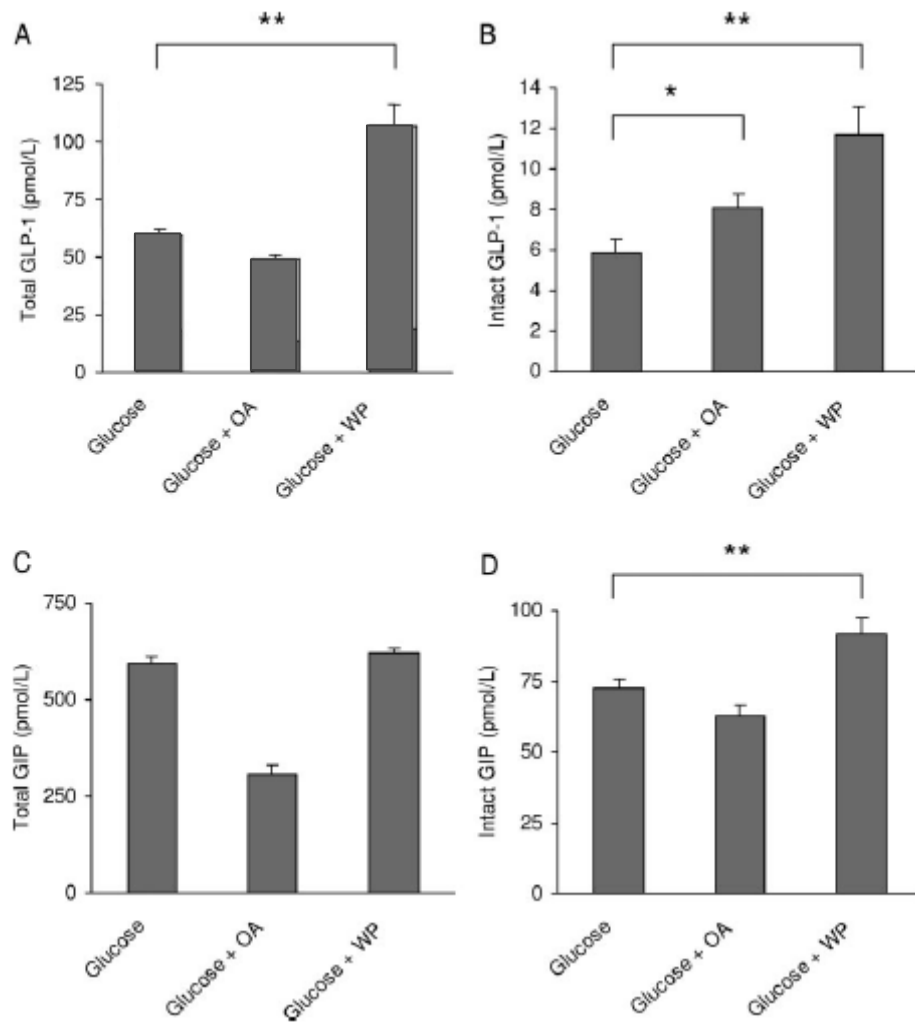 A
**
Total GLP-1 (pmol/L)
125
100
75
50
25
0
Glucose
Glucose + OA
Glucose + WP
B
**
*
Intact GLP-1 (pmol/L)
14
12
10
8
6
4
2
0
Glucose
Glucose + OA
Glucose + WP
C
Total GIP (pmol/L)
750
500
250
0
Glucose
Glucose + OA
Glucose + WP
D
**
Intact GIP (pmol/L)
100
75
50
25
0
Glucose
Glucose + OA
Glucose + WP